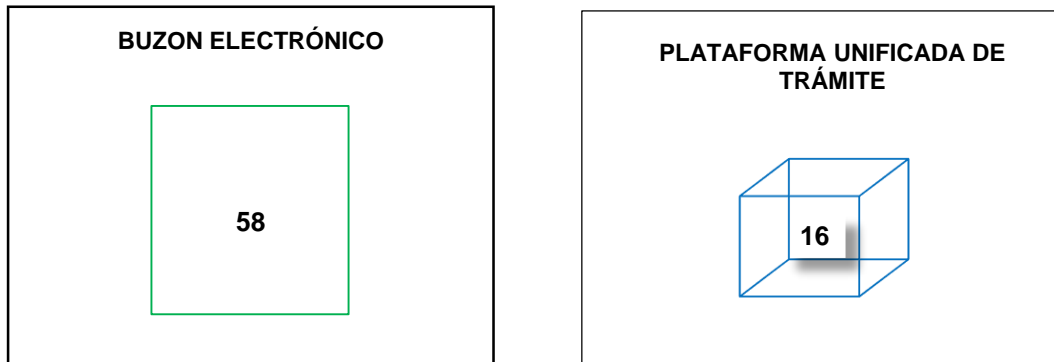 BUZON ELECTRÓNICO
58
PLATAFORMA UNIFICADA DE
TRÁMITE
16